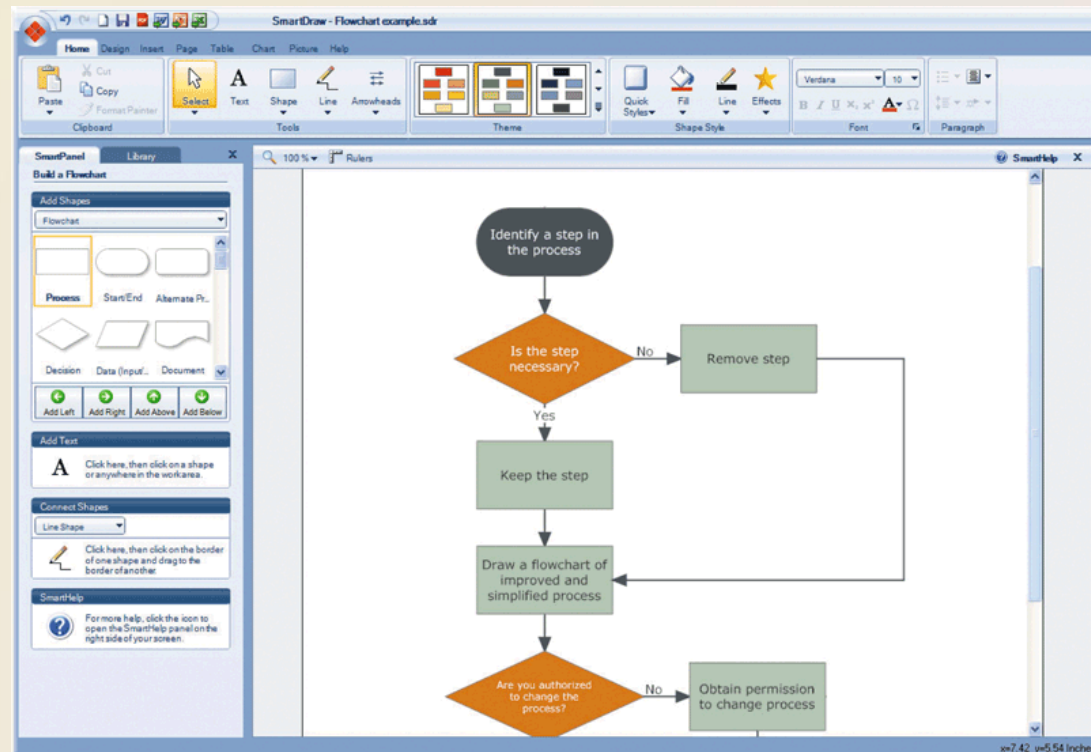 SmartDraw - Flowchart example.sdr
Home Design Insert Page Table Chart Picture Help
Paste
Cut
Copy
Format Painter
Clipboard
Select Text Shape Line Arrowheads
Tools
Theme
Quick
Styles
Fill Line Effects
Shape Style
Verdana 10
B I U X₂ X² A Ω
Font
Paragraph
SmartPanel Library X
Build a Flowchart
Add Shapes
Flowchart
Process Start/End Alternate Pr..
Decision Data (Input/.. Document
Add Left Add Right Add Above Add Below
Add Text
A
Click here, then click on a shape
or anywhere in the workarea.
Connect Shapes
Line Shape
Click here, then click on the border
of one shape and drag to the
border of another.
SmartHelp
For more help, click the icon to
open the SmartHelp panel on the
right side of your screen.
100 % Rulers
SmartHelp X
Identify a step in
the process
Is the step
necessary?
No
Remove step
Yes
Keep the step
Draw a flowchart of
improved and
simplified process
Are you authorized
to change the
process?
No
Obtain permission
to change process
x=7.42, y=5.54 Inches